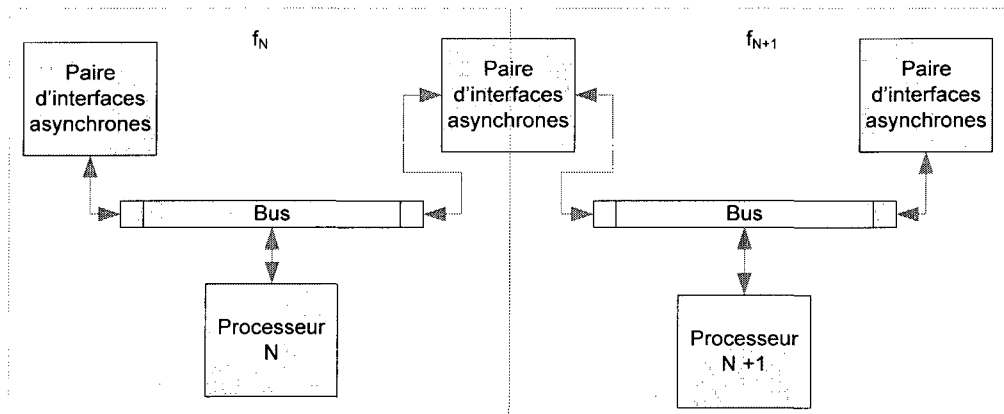 f_N
f_N+1
Paire
d'interfaces
asynchrones
Paire
d'interfaces
asynchrones
Paire
d'interfaces
asynchrones
Bus
Bus
Processeur
N
Processeur
N +1